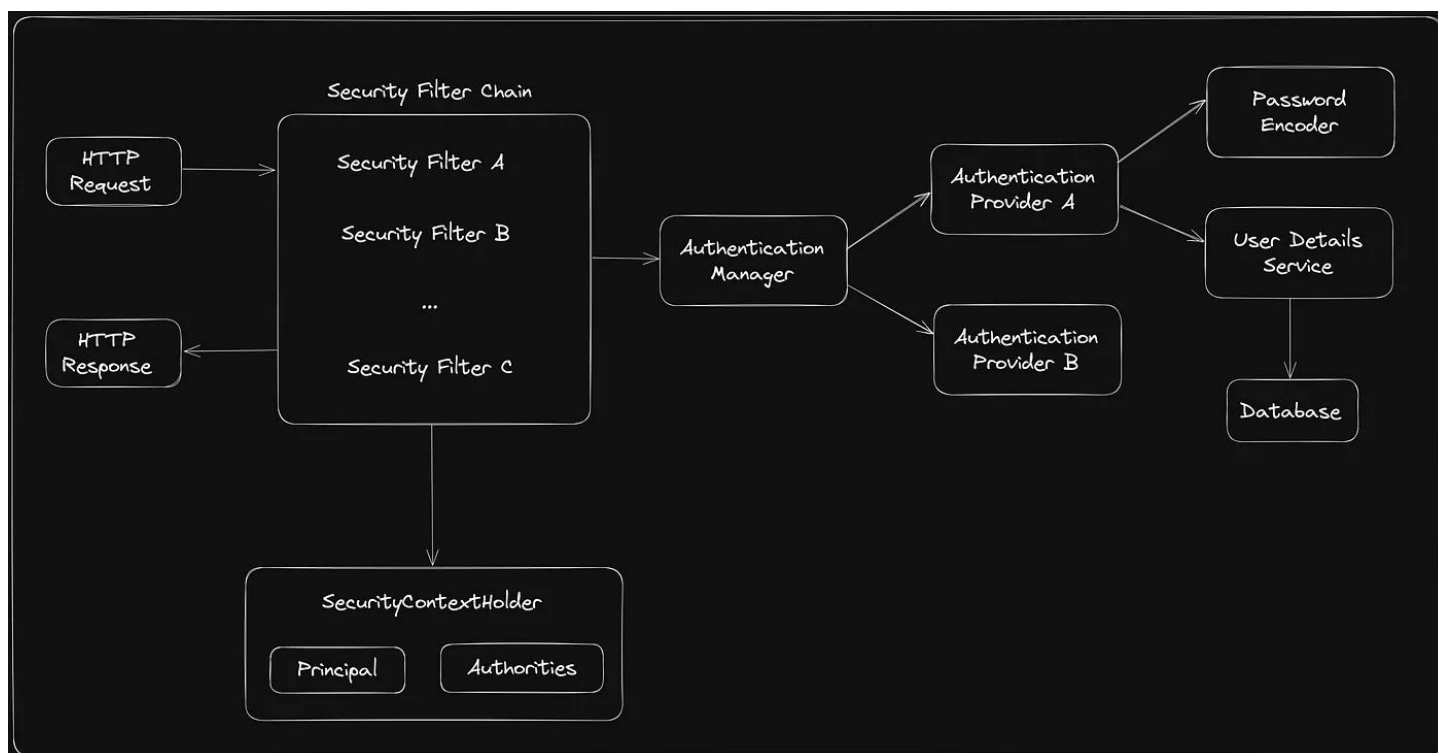 Security Filter Chain
HTTP
Request
Security Filter A
Security Filter B
...
Security Filter C
HTTP
Response
Authentication
Manager
Authentication
Provider A
Authentication
Provider B
Password
Encoder
User Details
Service
Database
SecurityContextHolder
Principal
Authorities